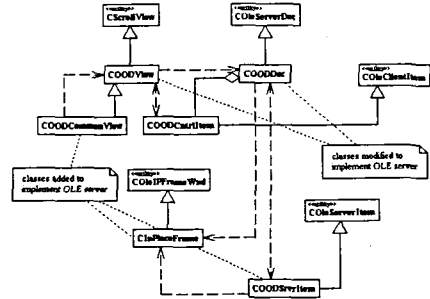 «utility»
CScrollView
«utility»
COleServerDoc
COODView
COODDoc
«utility»
COleClientItem
COODCommonView
COODCntrItem
classes modified to
implement OLE server
classes added to
implement OLE server
«utility»
COleIPFrameWnd
«utility»
COleServerItem
CInPlaceFrame
COODSrvrItem